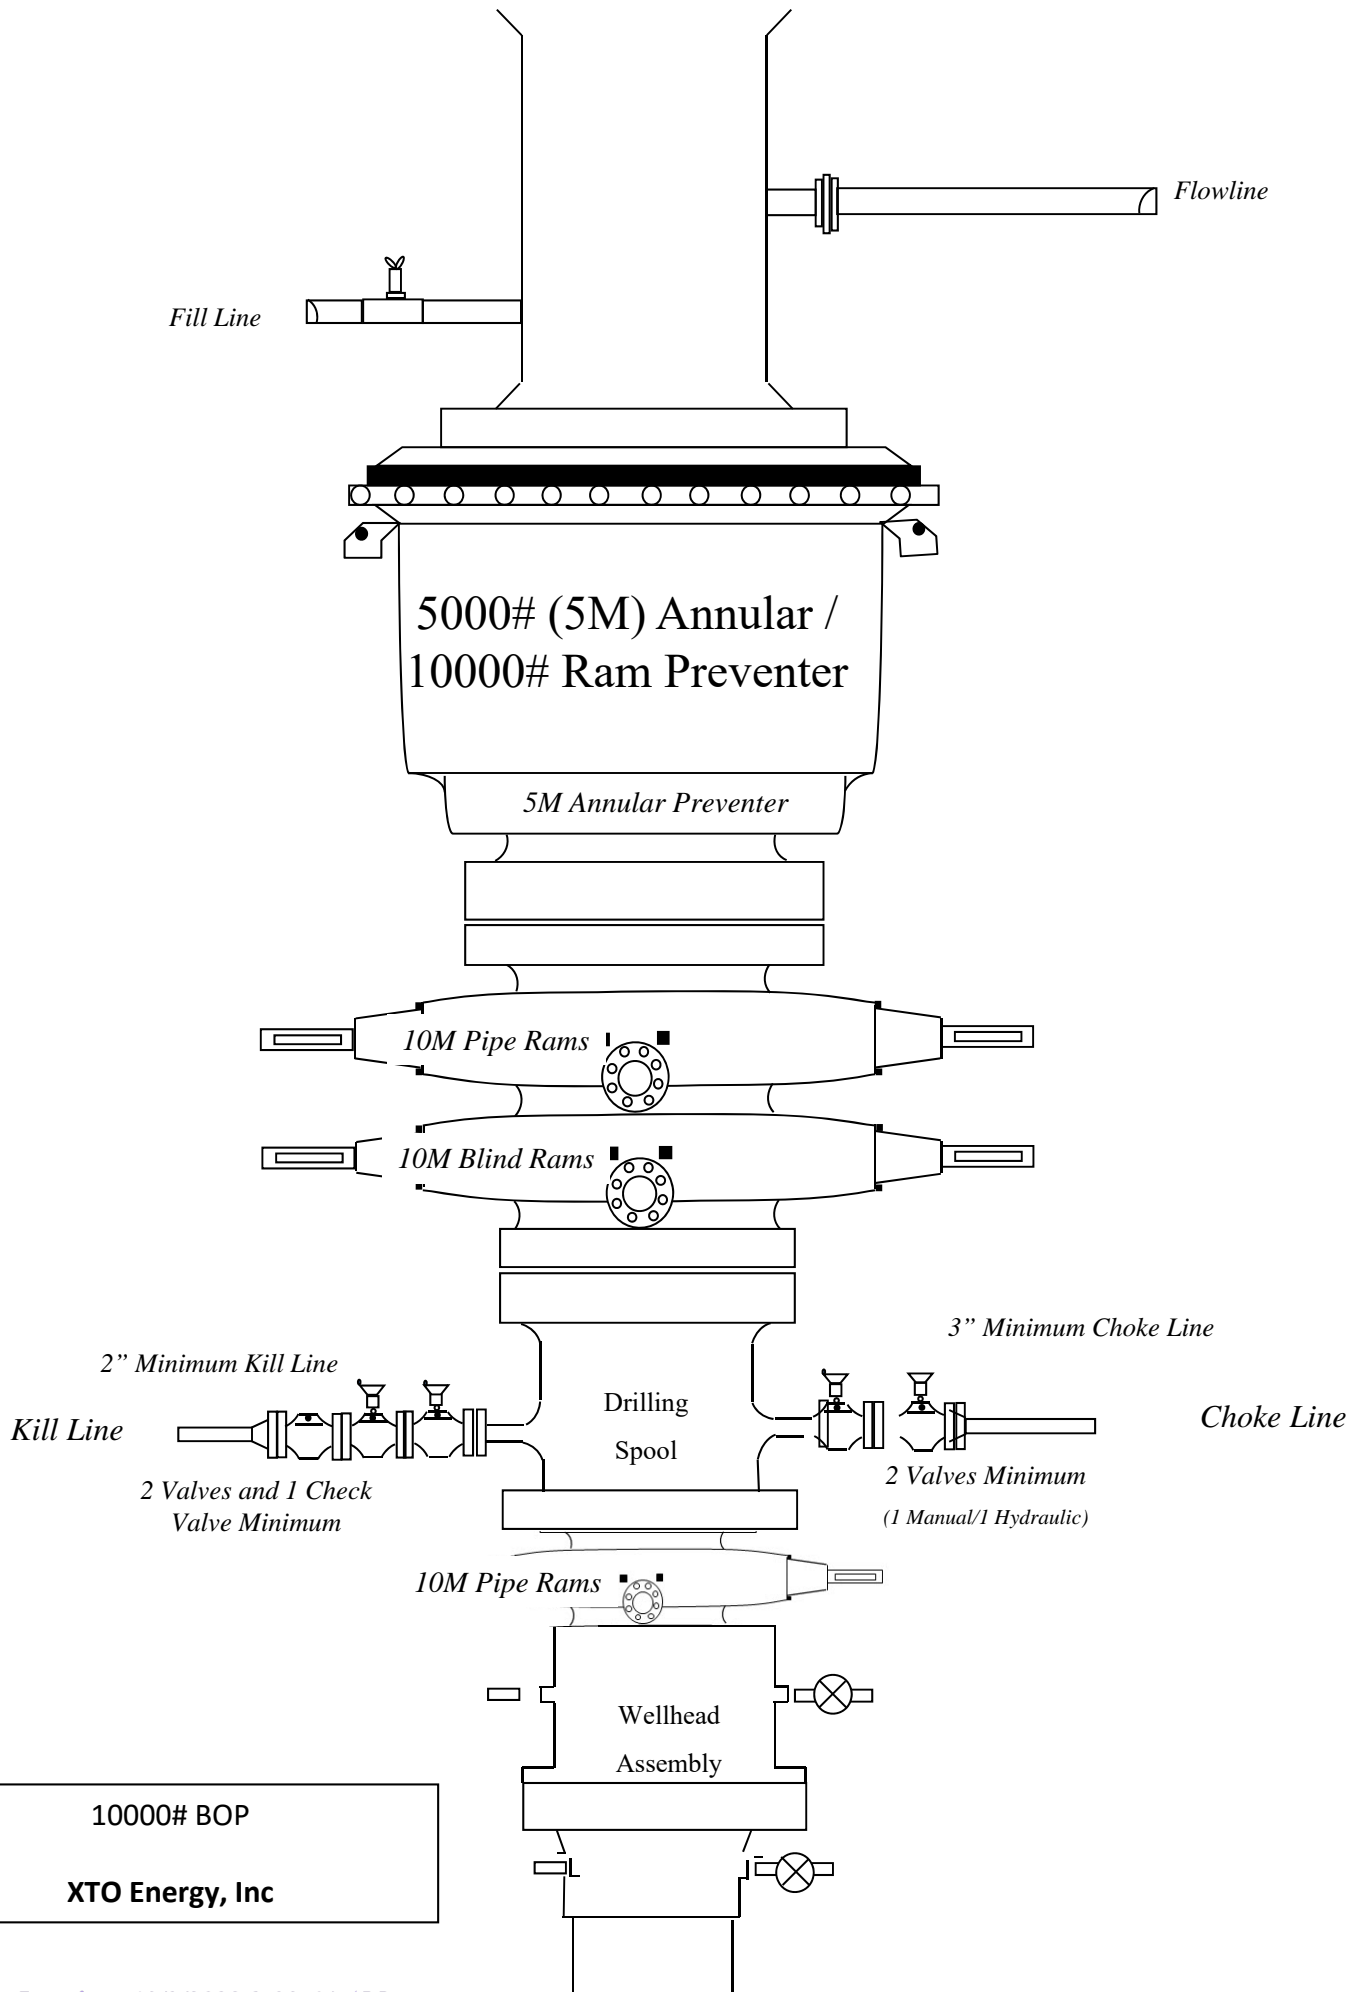 Flowline
Fill Line
5000# (5M) Annular /
10000# Ram Preventer
5M Annular Preventer
10M Pipe Rams
10M Blind Rams
3” Minimum Choke Line
2” Minimum Kill Line
Drilling
Spool
Kill Line
Choke Line
2 Valves and 1 Check
Valve Minimum
2 Valves Minimum
(1 Manual/1 Hydraulic)
10M Pipe Rams
Wellhead
Assembly
10000# BOP
XTO Energy, Inc